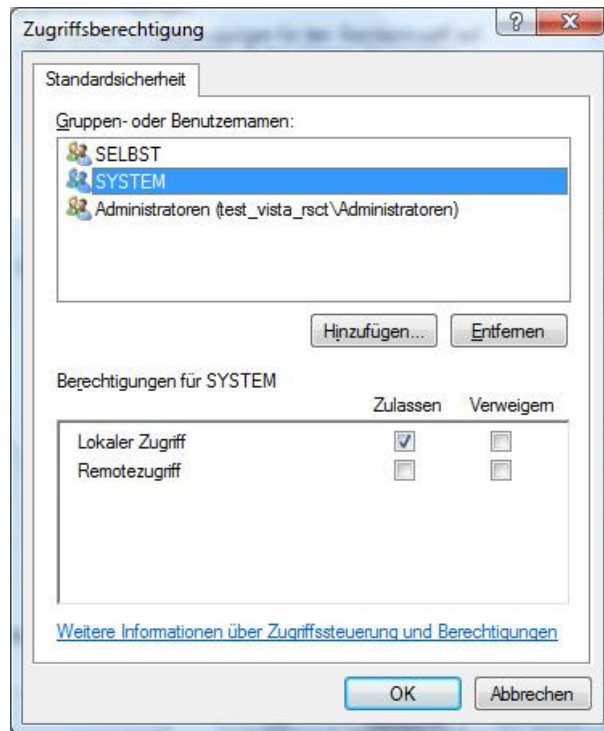 Zugriffsberechtigung
Standardsicherheit
Gruppen- oder Benutzernamen:
SELBST
SYSTEM
Administratoren (test_vista_rsct\Administratoren)
Hinzufügen... Entfernen
Berechtigungen für SYSTEM
Zulassen Verweigern
Lokaler Zugriff
Remotezugriff
Weitere Informationen über Zugriffssteuerung und Berechtigungen
OK Abbrechen